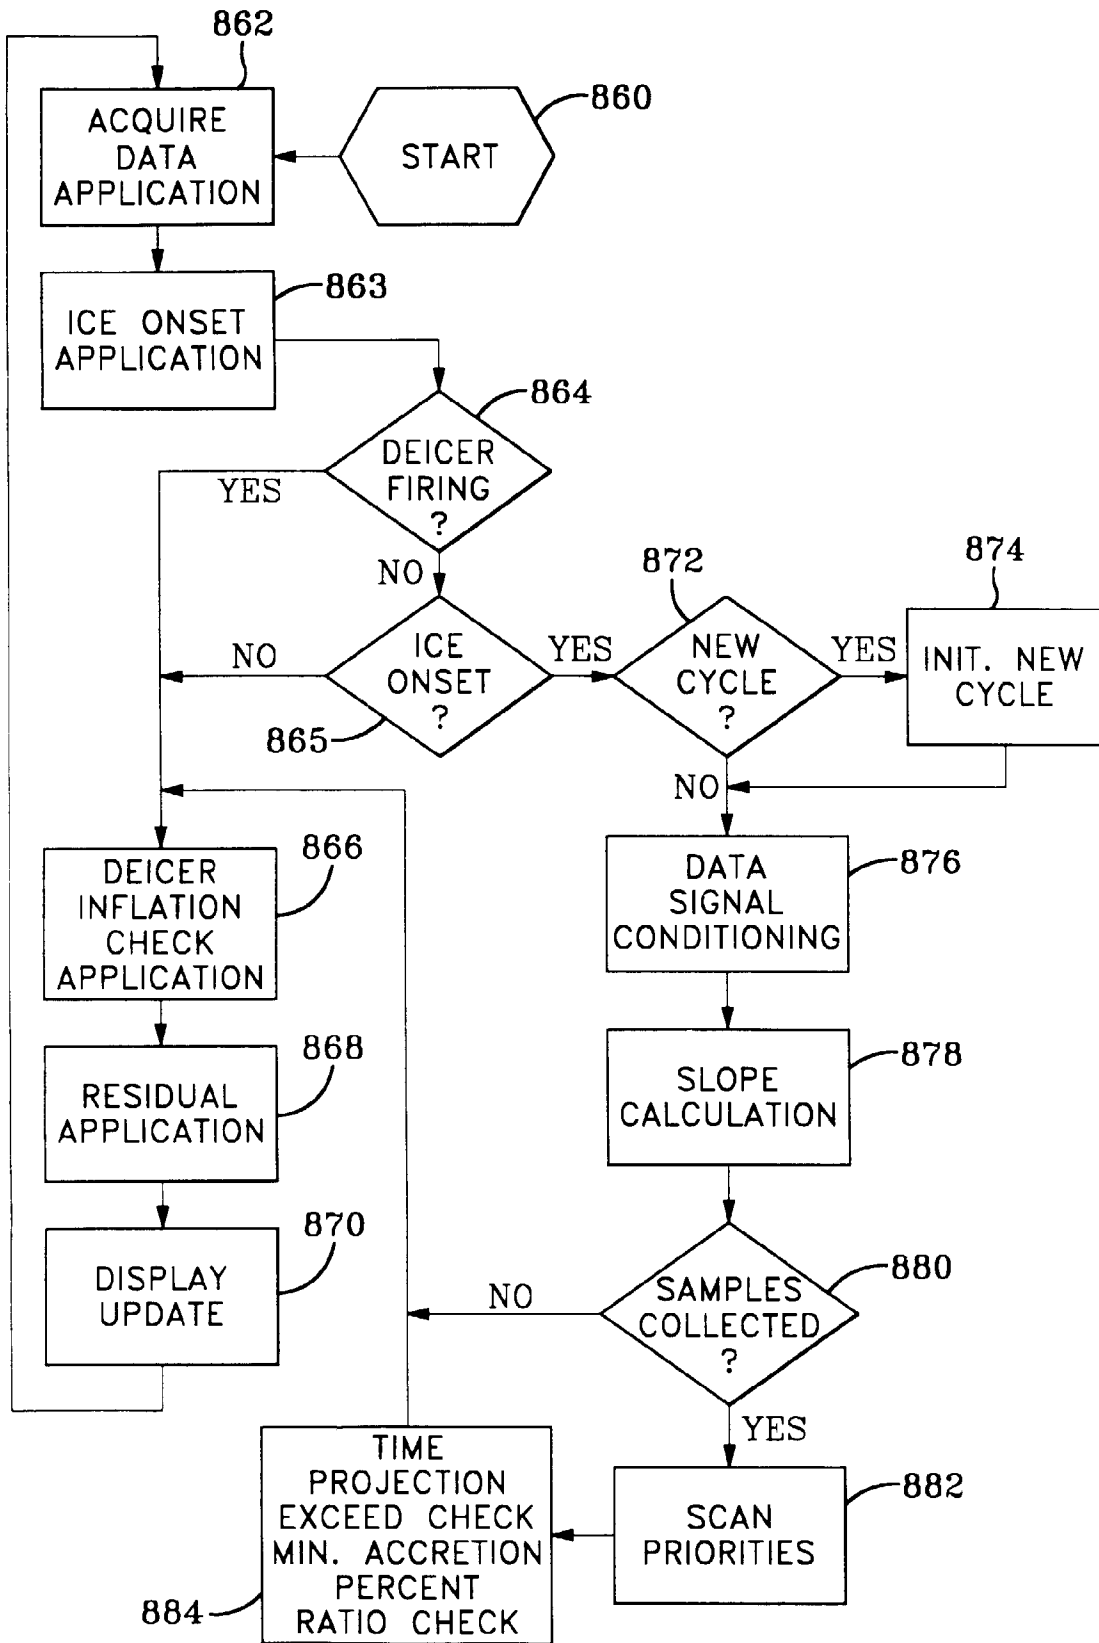 862
ACQUIRE
DATA
APPLICATION
860
START
863
ICE ONSET
APPLICATION
864
DEICER
FIRING
?
YES
NO
872
874
ICE
ONSET
?
865
NO
YES
NEW
CYCLE
?
YES
INIT. NEW
CYCLE
NO
866
DEICER
INFLATION
CHECK
APPLICATION
876
DATA
SIGNAL
CONDITIONING
868
RESIDUAL
APPLICATION
878
SLOPE
CALCULATION
870
DISPLAY
UPDATE
880
SAMPLES
COLLECTED
?
NO
YES
882
SCAN
PRIORITIES
TIME
PROJECTION
EXCEED CHECK
MIN. ACCRETION
PERCENT
RATIO CHECK
884